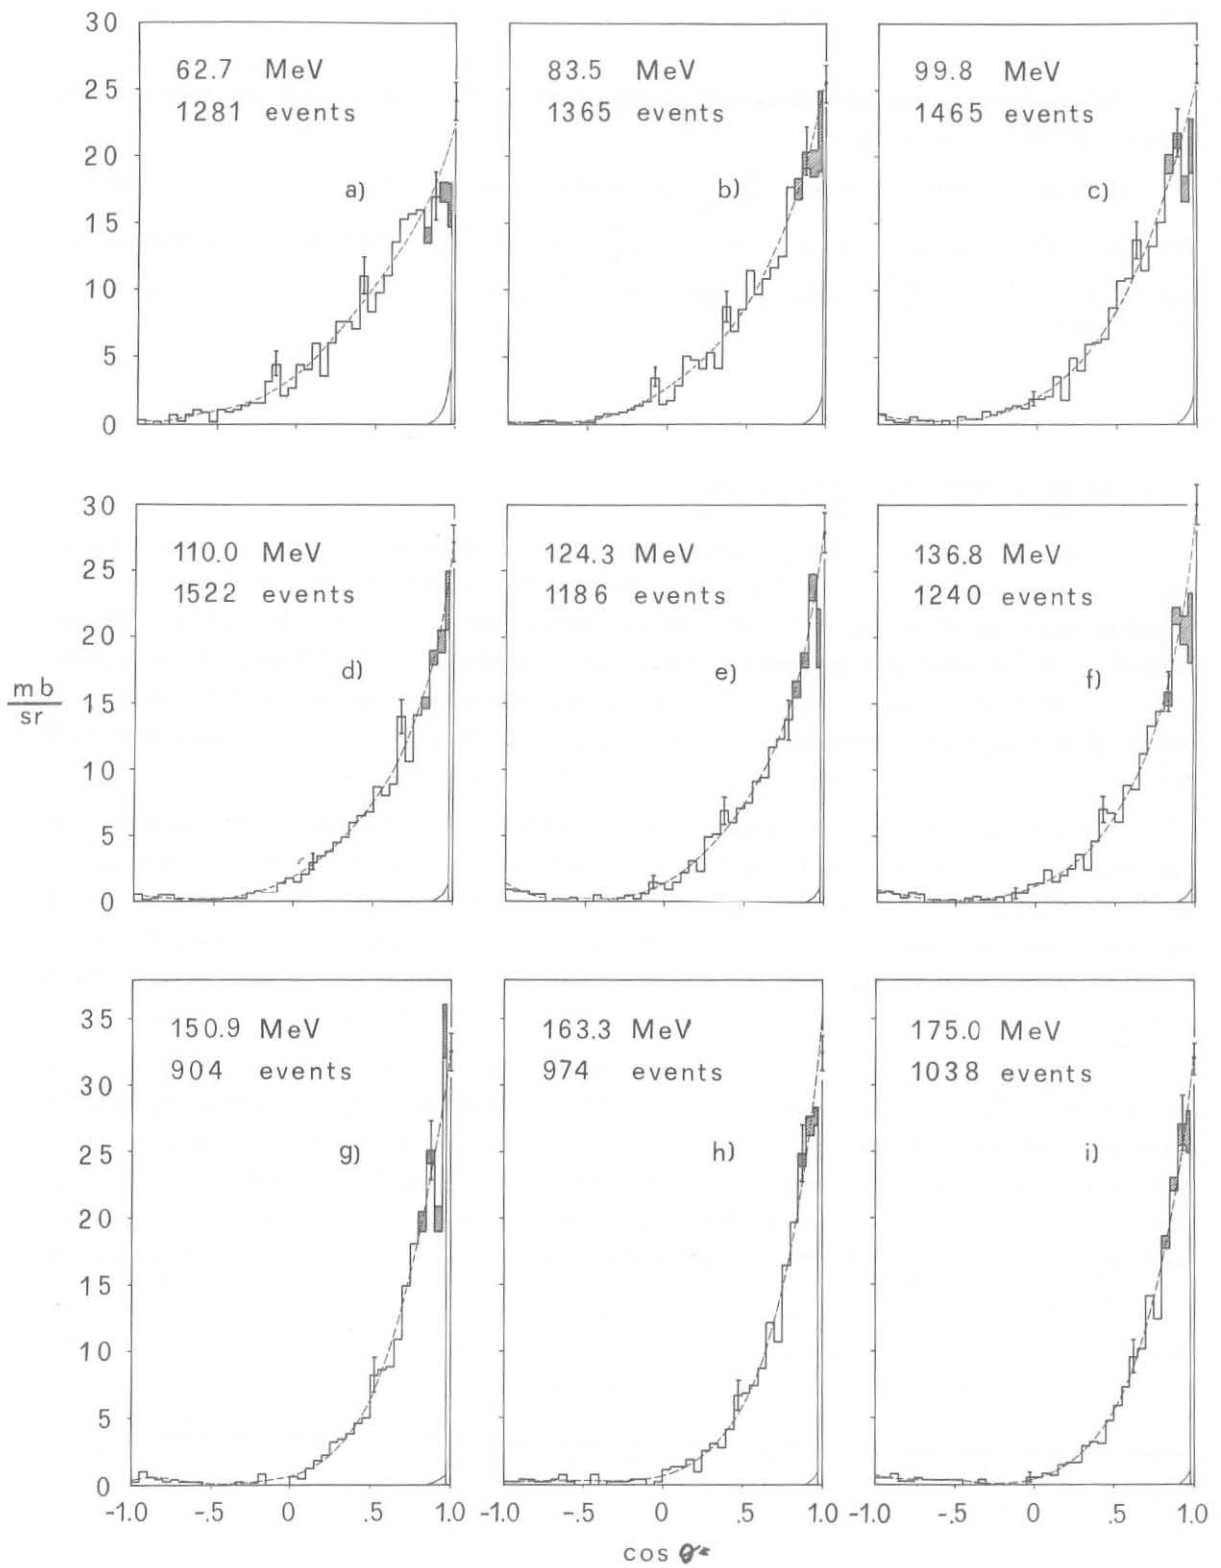 30
25
20
15
10
5
0
62.7 MeV
1281 events
a)
83.5 MeV
1365 events
b)
99.8 MeV
1465 events
c)
30
25
20
15
10
5
0
mb
sr
110.0 MeV
1522 events
d)
124.3 MeV
1186 events
e)
136.8 MeV
1240 events
f)
35
30
25
20
15
10
5
0
150.9 MeV
904 events
g)
163.3 MeV
974 events
h)
175.0 MeV
1038 events
i)
-1.0 -.5 0 .5 1.0 -1.0 -.5 0 .5 1.0 -1.0 -.5 0 .5 1.0
cos θ*